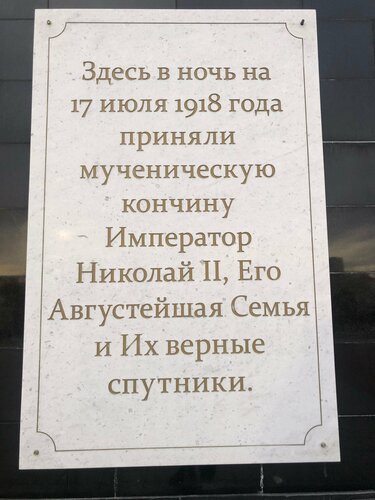 Здесь в ночь на
17 июля 1918 года
приняли
мученическую
кончину
Император
Николай II, Его
Августейшая Семья
и Их верные
спутники.